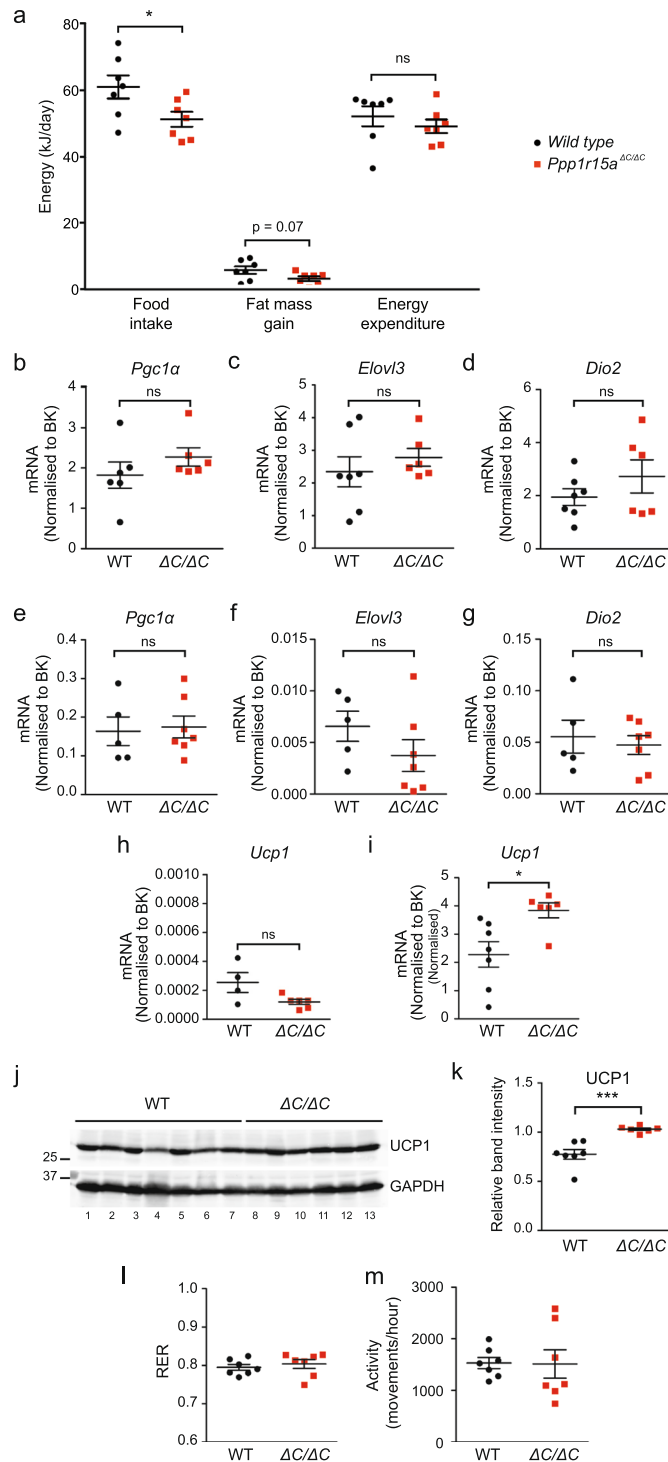 a
*
ns
p = 0.07
80
60
40
20
0
Energy (kJ/day)
Food intake
Fat mass gain
Energy expenditure
Wild type
Ppp1r15a ΔC/ΔC
b
Pgc1α
ns
4
3
2
1
0
mRNA
(Normalised to BK)
WT
ΔC/ΔC
c
Elovl3
ns
5
4
3
2
1
0
mRNA
(Normalised to BK)
WT
ΔC/ΔC
d
Dio2
ns
6
4
2
0
mRNA
(Normalised to BK)
WT
ΔC/ΔC
e
Pgc1α
ns
0.4
0.3
0.2
0.1
0.0
mRNA
(Normalised to BK)
WT
ΔC/ΔC
f
Elovl3
ns
0.015
0.010
0.005
0.000
mRNA
(Normalised to BK)
WT
ΔC/ΔC
g
Dio2
ns
0.15
0.10
0.05
0.00
mRNA
(Normalised to BK)
WT
ΔC/ΔC
h
Ucp1
ns
0.0010
0.0008
0.0006
0.0004
0.0002
0.0000
mRNA
(Normalised to BK)
WT
ΔC/ΔC
i
Ucp1
*
5
4
3
2
1
0
mRNA
(Normalised to BK)
(Normalised)
WT
ΔC/ΔC
j
WT
ΔC/ΔC
UCP1
25
37
GAPDH
1 2 3 4 5 6 7 8 9 10 11 12 13
k
UCP1
***
1.5
1.0
0.5
0.0
Relative band intensity
WT
ΔC/ΔC
l
1.0
0.9
0.8
0.7
0.6
RER
WT
ΔC/ΔC
m
3000
2000
1000
0
Activity
(movements/hour)
WT
ΔC/ΔC